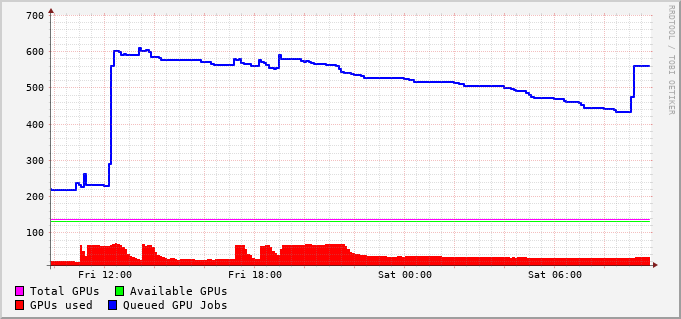 700
600
500
400
300
200
100
Fri 12:00 Fri 18:00 Sat 00:00 Sat 06:00
Total GPUs Available GPUs
GPUs used Queued GPU Jobs
RRDTOOL / TOBI OETIKER